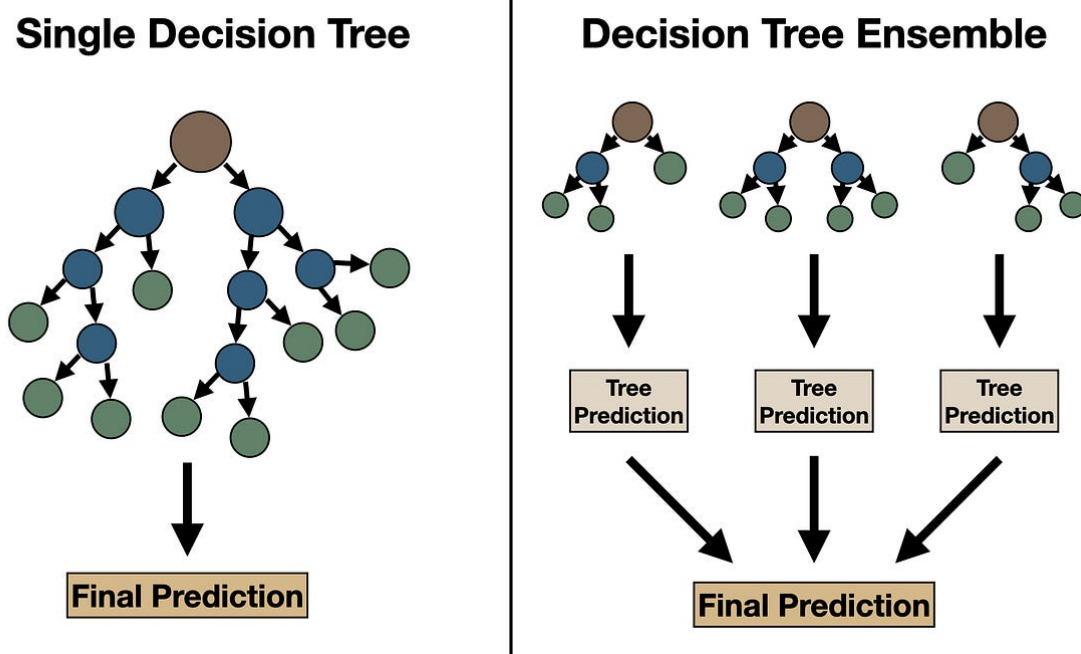 Single Decision Tree
Final Prediction
Decision Tree Ensemble
Tree
Prediction
Tree
Prediction
Tree
Prediction
Final Prediction